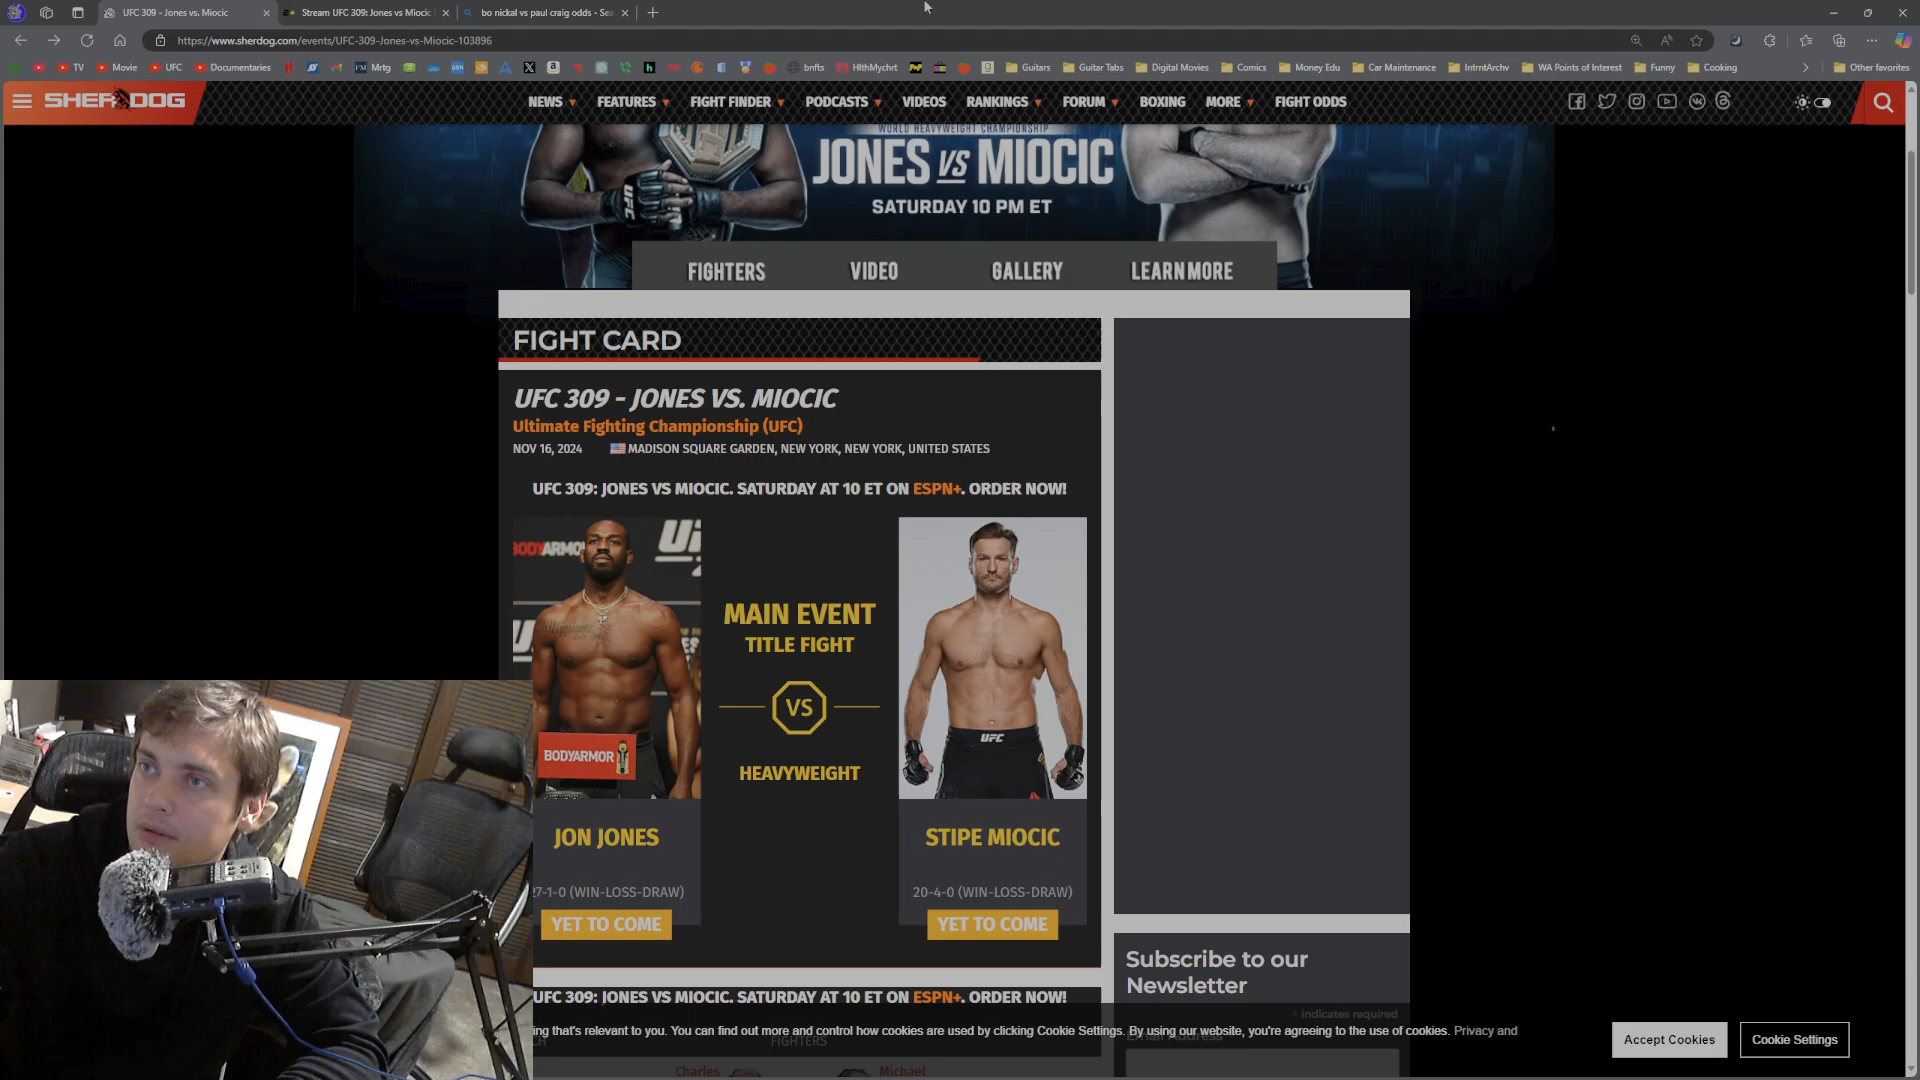 UFC 309 - Jones vs. Miocic
Stream UFC 309: Jones vs Miocic
bo nickal vs paul craig odds - Sea
https://www.sherdog.com/events/UFC-309-Jones-vs-Miocic-103896
TV
Movie
UFC
Documentaries
Mrtg
bnfts
HlthMychrt
Guitars
Guitar Tabs
Digital Movies
Comics
Money Edu
Car Maintenance
IntrntArchv
WA Points of Interest
Funny
Cooking
Other favorites
SHERDOG
NEWS
FEATURES
FIGHT FINDER
PODCASTS
VIDEOS
RANKINGS
FORUM
BOXING
MORE
FIGHT ODDS
WORLD HEAVYWEIGHT CHAMPIONSHIP
JONES VS MIOCIC
SATURDAY 10 PM ET
FIGHTERS
VIDEO
GALLERY
LEARN MORE
FIGHT CARD
UFC 309 - JONES VS. MIOCIC
Ultimate Fighting Championship (UFC)
NOV 16, 2024
MADISON SQUARE GARDEN, NEW YORK, NEW YORK, UNITED STATES
UFC 309: JONES VS MIOCIC. SATURDAY AT 10 ET ON ESPN+. ORDER NOW!
BODYARMOR
MAIN EVENT
TITLE FIGHT
VS
HEAVYWEIGHT
BODYARMOR
UFC
JON JONES
27-1-0 (WIN-LOSS-DRAW)
YET TO COME
STIPE MIOCIC
20-4-0 (WIN-LOSS-DRAW)
YET TO COME
UFC 309: JONES VS MIOCIC. SATURDAY AT 10 ET ON ESPN+. ORDER NOW!
Subscribe to our
Newsletter
* indicates required
Email Address
ing that's relevant to you. You can find out more and control how cookies are used by clicking Cookie Settings. By using our website, you're agreeing to the use of cookies. Privacy and
Accept Cookies
Cookie Settings
FIGHTERS
Charles
Michael